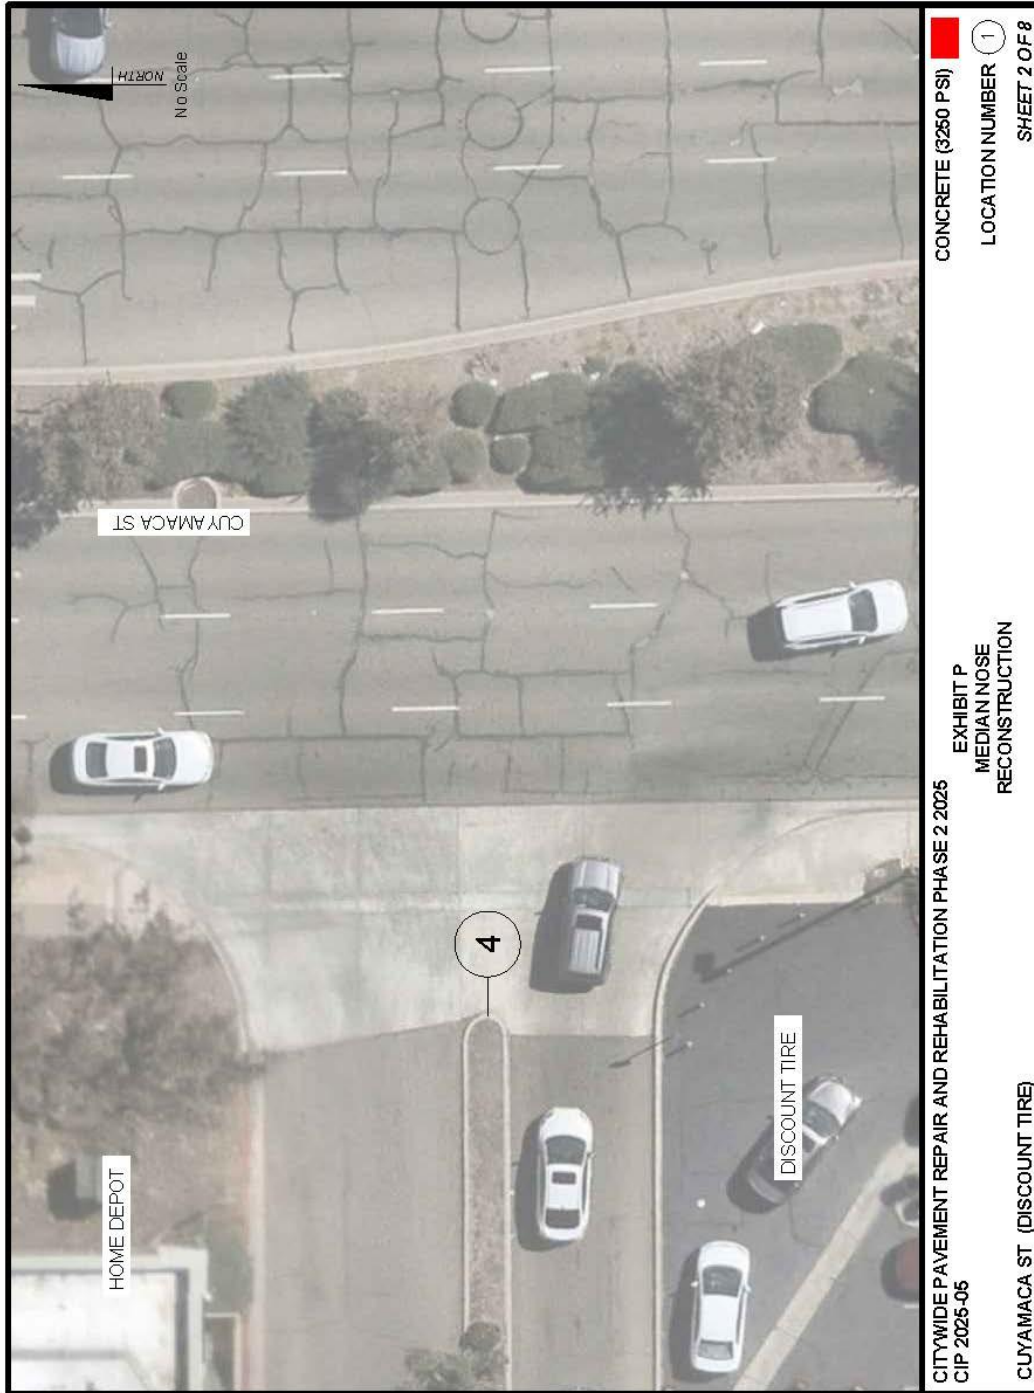 HOME DEPOT
CUYAMACA ST
NORTH
No Scale
4
DISCOUNT TIRE
CITYWIDE PAVEMENT REPAIR AND REHABILITATION PHASE 2 2025
CIP 2025-05
CUYAMACA ST (DISCOUNT TIRE)
EXHIBIT P
MEDIAN NOSE
RECONSTRUCTION
CONCRETE (3250 PSI)
LOCATION NUMBER 1
SHEET 2 OF 8